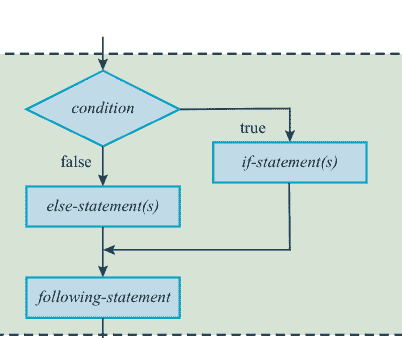 condition
true
false
if-statement(s)
else-statement(s)
following-statement